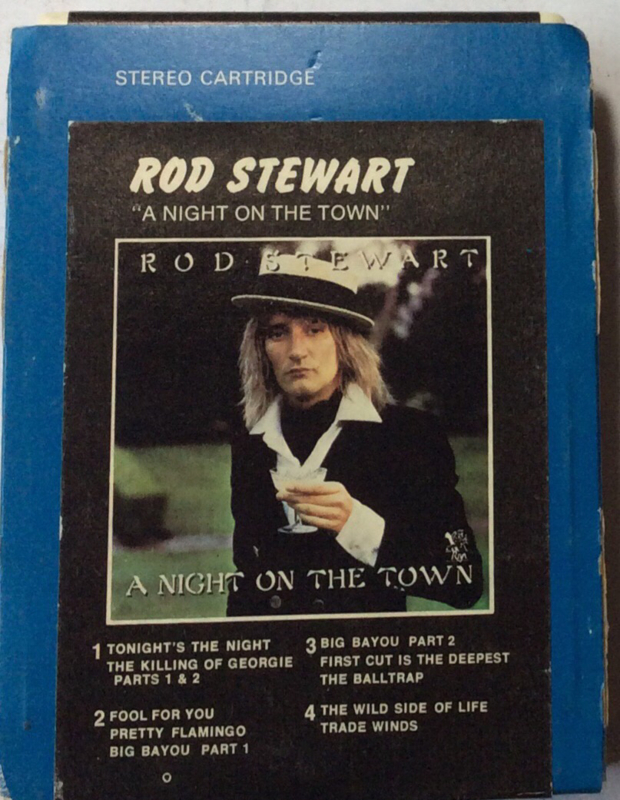 STEREO CARTRIDGE
ROD STEWART
"A NIGHT ON THE TOWN"
ROD STEWART
A NIGHT ON THE TOWN
1 TONIGHT'S THE NIGHT
THE KILLING OF GEORGIE
PARTS 1 & 2
2 FOOL FOR YOU
PRETTY FLAMINGO
BIG BAYOU PART 1
3 BIG BAYOU PART 2
FIRST CUT IS THE DEEPEST
THE BALLTRAP
4 THE WILD SIDE OF LIFE
TRADE WINDS